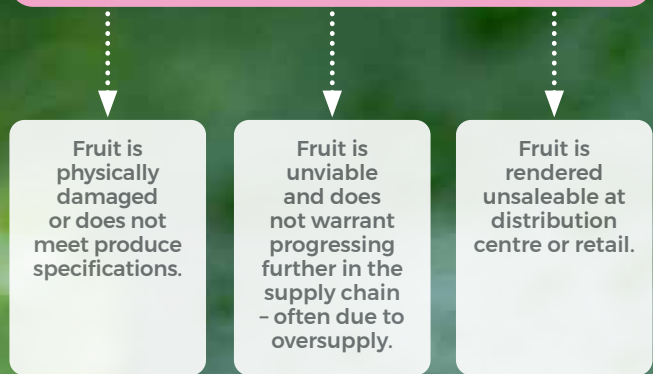 Fruit is
physically
damaged
or does not
meet produce
specifications.
Fruit is
unviable
and does
not warrant
progressing
further in the
supply chain
– often due to
oversupply.
Fruit is
rendered
unsaleable at
distribution
centre or retail.